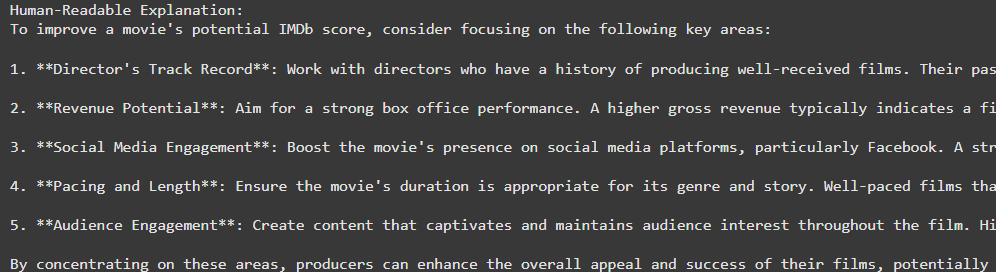 Human-Readable Explanation:
To improve a movie's potential IMDb score, consider focusing on the following key areas:
1. **Director's Track Record**: Work with directors who have a history of producing well-received films. Their pas
2. **Revenue Potential**: Aim for a strong box office performance. A higher gross revenue typically indicates a fi
3. **Social Media Engagement**: Boost the movie's presence on social media platforms, particularly Facebook. A str
4. **Pacing and Length**: Ensure the movie's duration is appropriate for its genre and story. Well-paced films tha
5. **Audience Engagement**: Create content that captivates and maintains audience interest throughout the film. Hi
By concentrating on these areas, producers can enhance the overall appeal and success of their films, potentially